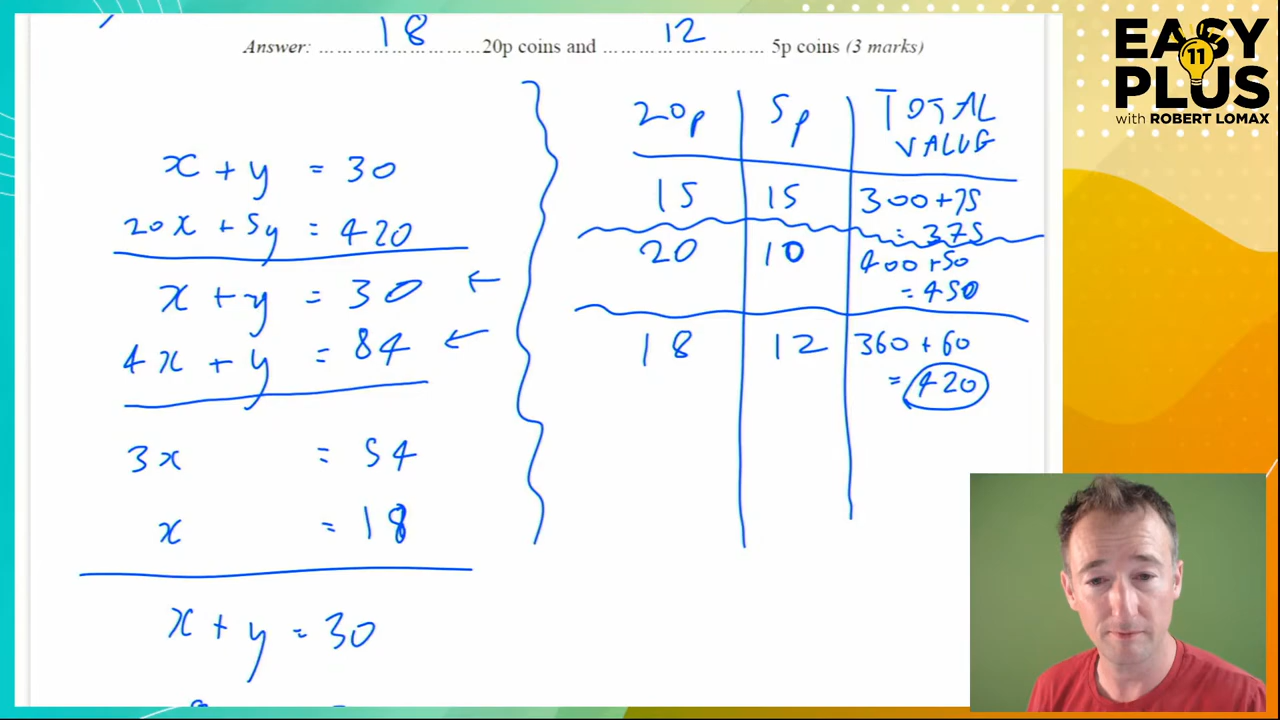 18 12
Answer: ........................20p coins and ........................ 5p coins (3 marks)
x + y = 30
20x + 5y = 420
x + y = 30 ←
4x + y = 84 ←
3x = 54
x = 18
x + y = 30
20p 5p TOTAL VALUE
15 15 300 + 75
= 375
20 10 400 + 50
= 450
18 12 360 + 60
= 420
EASY
11
PLUS
with ROBERT LOMAX